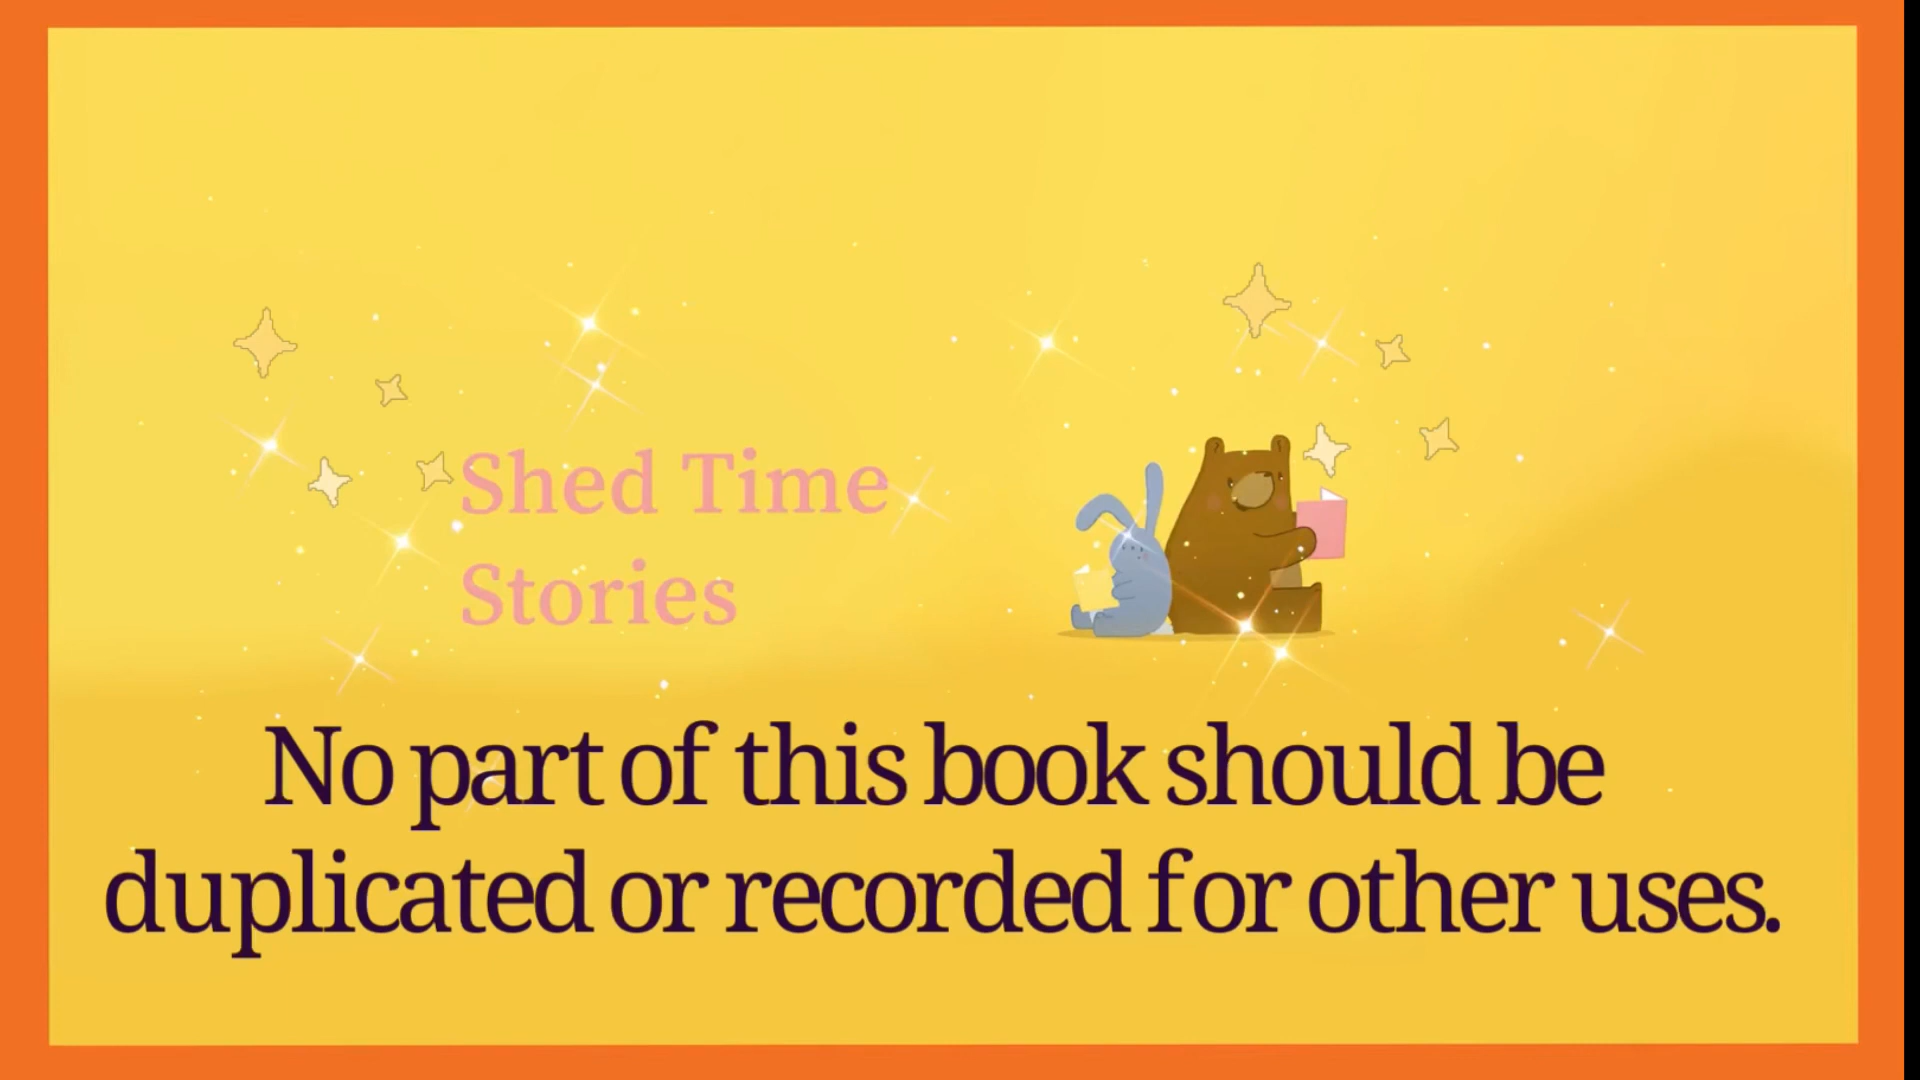 Shed Time
Stories
No part of this book should be
duplicated or recorded for other uses.